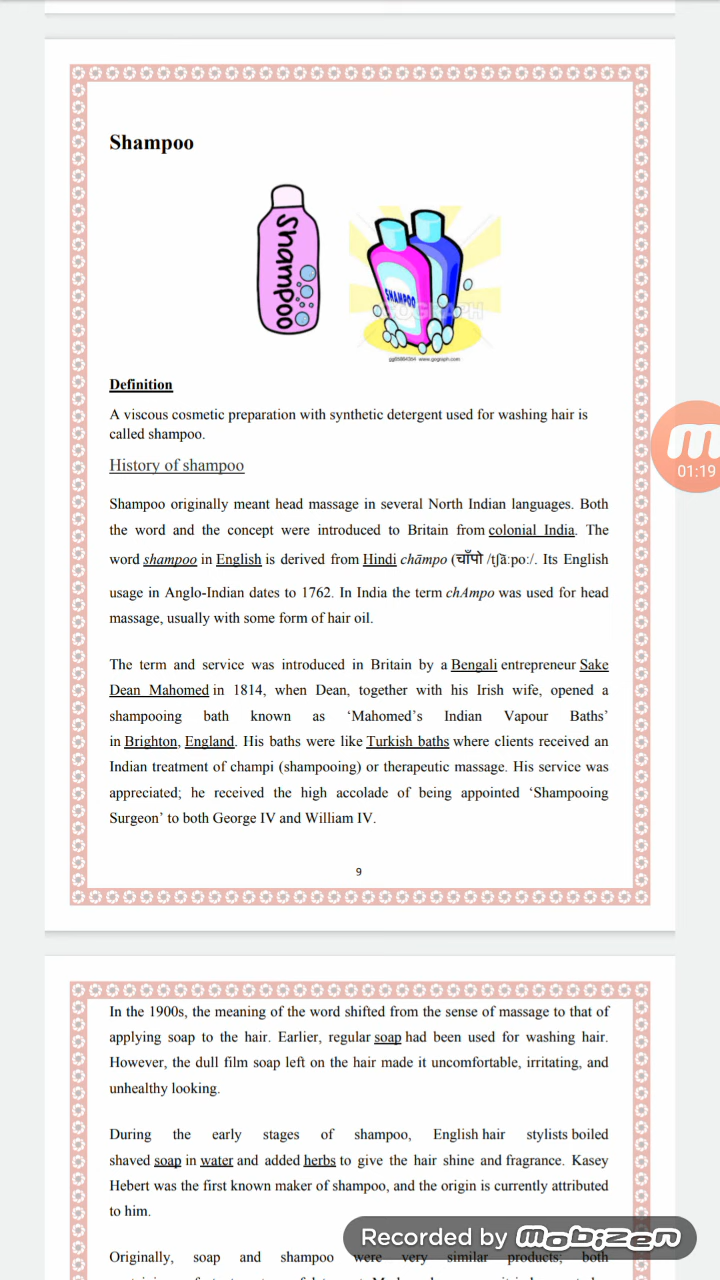 Shampoo
Shampoo
SHAMPOO
Definition
A viscous cosmetic preparation with synthetic detergent used for washing hair is
called shampoo.
History of shampoo
Shampoo originally meant head massage in several North Indian languages. Both
the word and the concept were introduced to Britain from colonial India. The
word shampoo in English is derived from Hindi chāmpo (चाँपो /tʃãːpoː/. Its English
usage in Anglo-Indian dates to 1762. In India the term chAmpo was used for head
massage, usually with some form of hair oil.
The term and service was introduced in Britain by a Bengali entrepreneur Sake
Dean Mahomed in 1814, when Dean, together with his Irish wife, opened a
shampooing bath known as ‘Mahomed’s Indian Vapour Baths’
in Brighton, England. His baths were like Turkish baths where clients received an
Indian treatment of champi (shampooing) or therapeutic massage. His service was
appreciated; he received the high accolade of being appointed ‘Shampooing
Surgeon’ to both George IV and William IV.
9
01:19
In the 1900s, the meaning of the word shifted from the sense of massage to that of
applying soap to the hair. Earlier, regular soap had been used for washing hair.
However, the dull film soap left on the hair made it uncomfortable, irritating, and
unhealthy looking.
During the early stages of shampoo, English hair stylists boiled
shaved soap in water and added herbs to give the hair shine and fragrance. Kasey
Hebert was the first known maker of shampoo, and the origin is currently attributed
to him.
Originally, soap and shampoo were very similar products; both
Recorded by mobizen